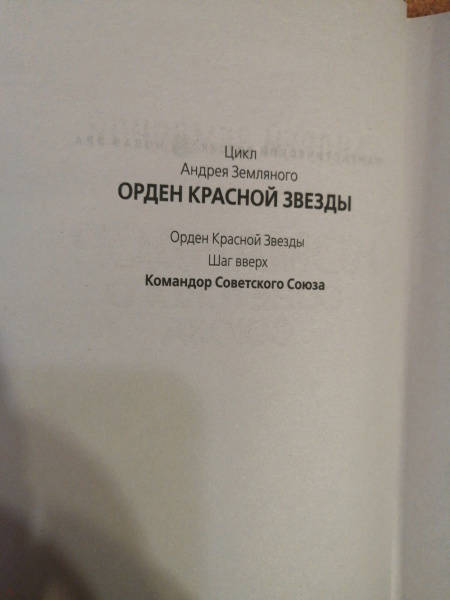 Цикл
Андрея Земляного
ОРДЕН КРАСНОЙ ЗВЕЗДЫ
Орден Красной Звезды
Шаг вверх
Командор Советского Союза